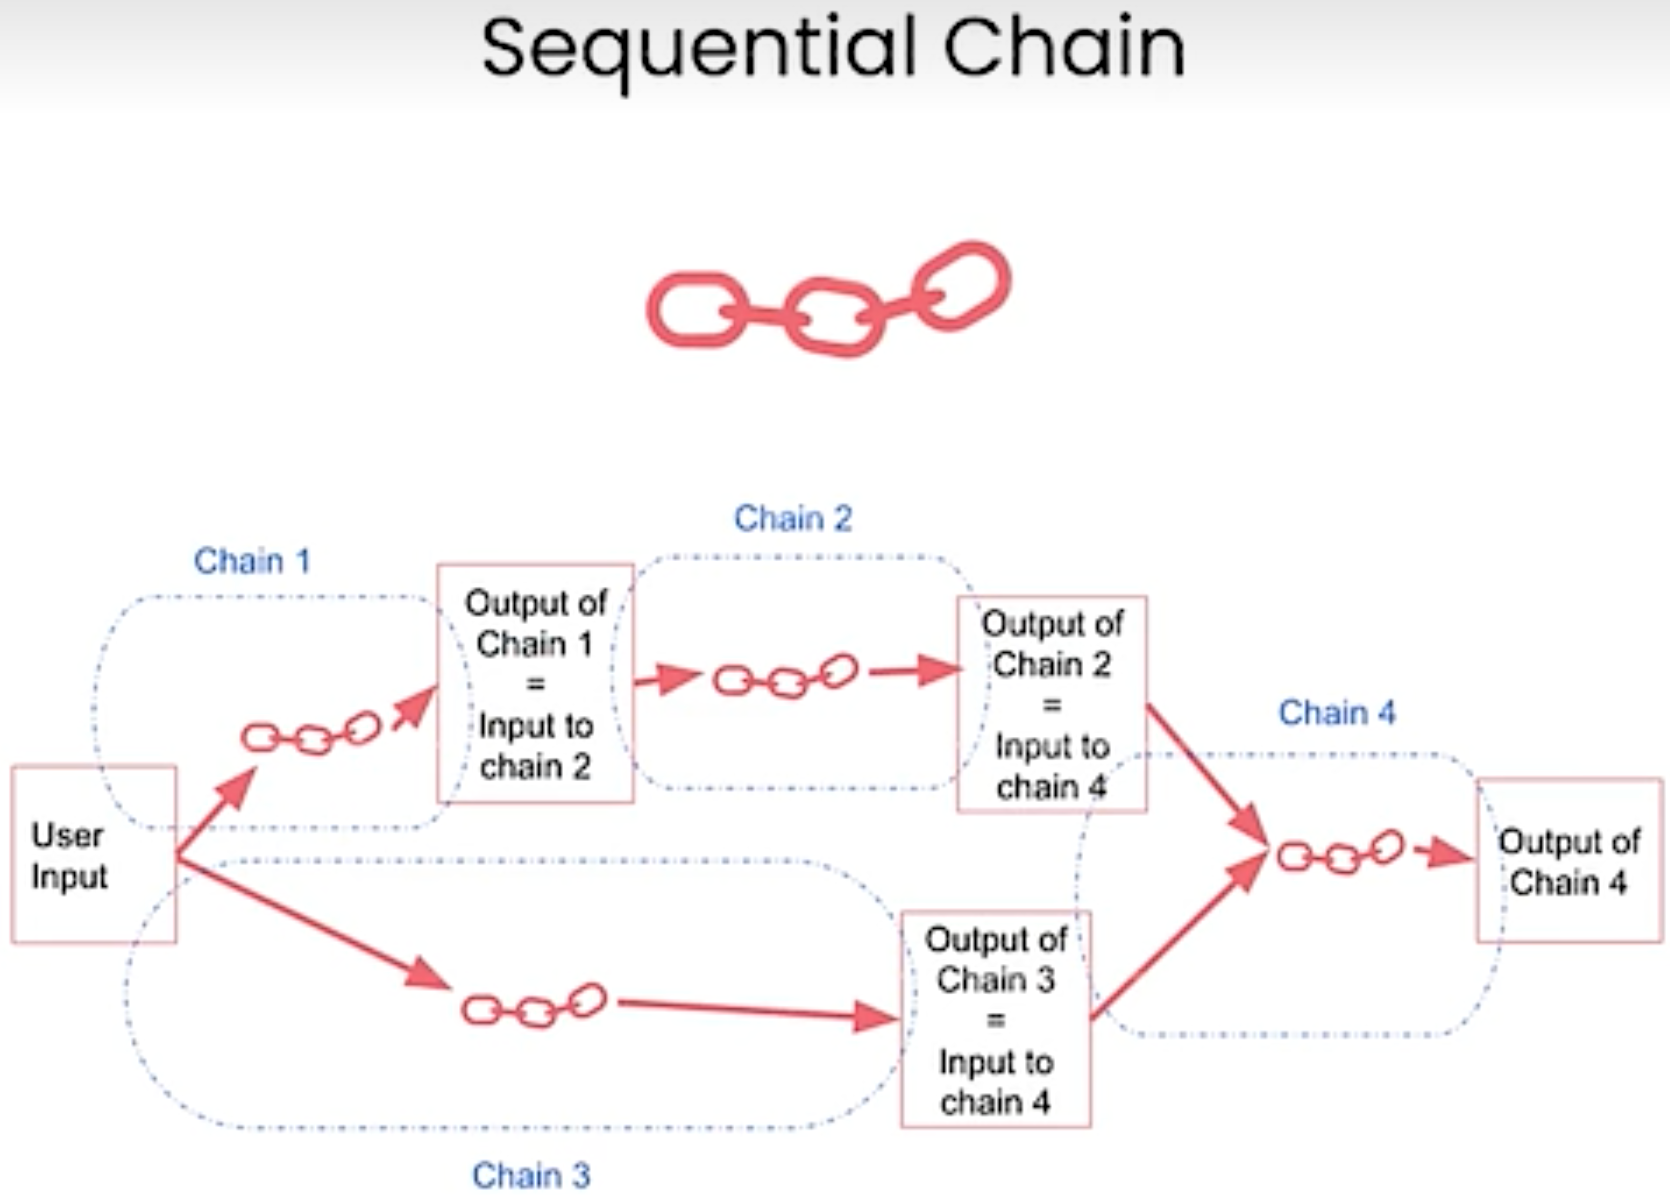 Sequential Chain
Chain 1
Chain 2
Output of
Chain 1
=
Input to
chain 2
Output of
Chain 2
=
Input to
chain 4
Chain 4
User
Input
Output of
Chain 4
Output of
Chain 3
=
Input to
chain 4
Chain 3